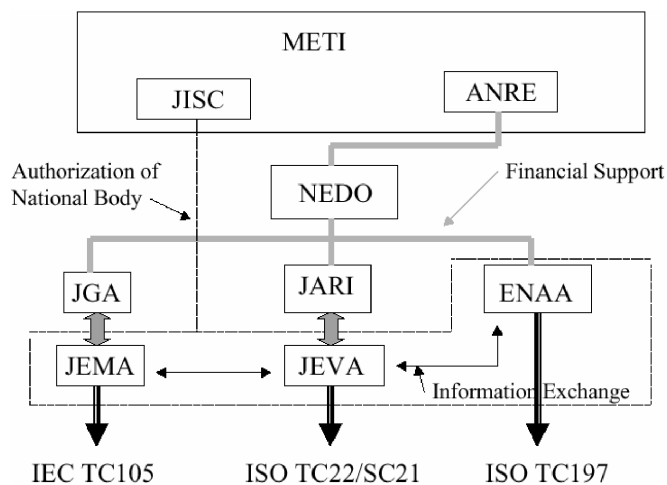 METI
JISC
ANRE
Authorization of
National Body
NEDO
Financial Support
JGA
JARI
ENAA
JEMA
JEVA
Information Exchange
IEC TC105
ISO TC22/SC21
ISO TC197